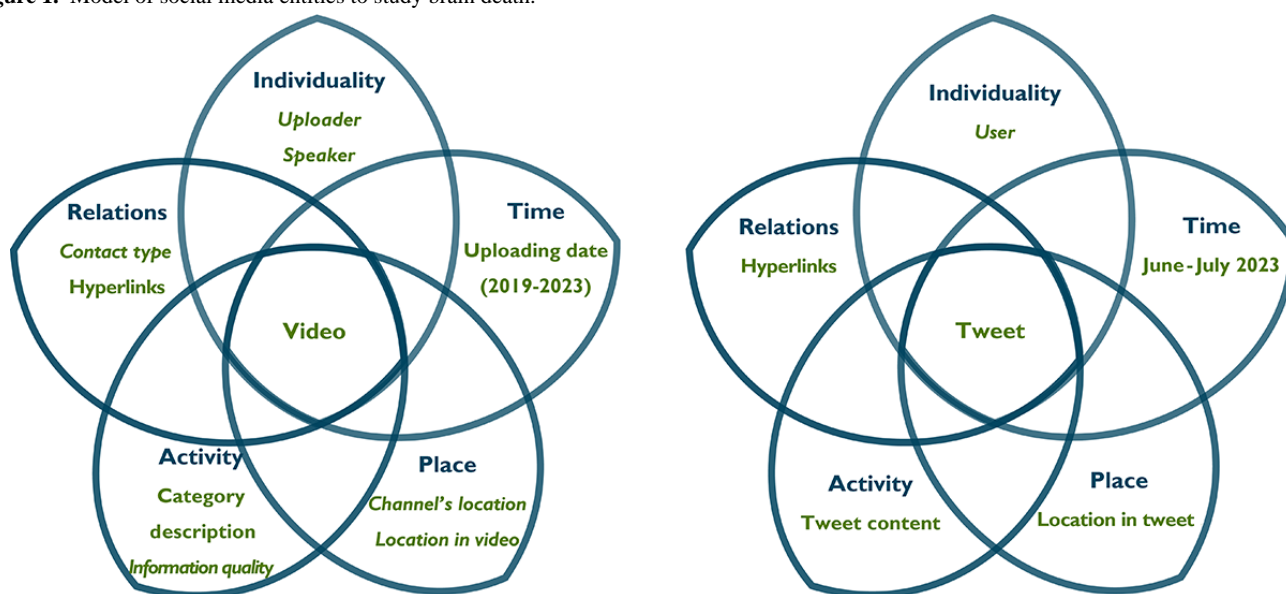 gure 1. Model of social media entities to study brain death.
Individuality
Uploader
Speaker
Relations
Contact type
Hyperlinks
Time
Uploading date
(2019-2023)
Video
Activity
Category
description
Information quality
Place
Channel's location
Location in video
Individuality
User
Relations
Hyperlinks
Time
June-July 2023
Tweet
Activity
Tweet content
Place
Location in tweet